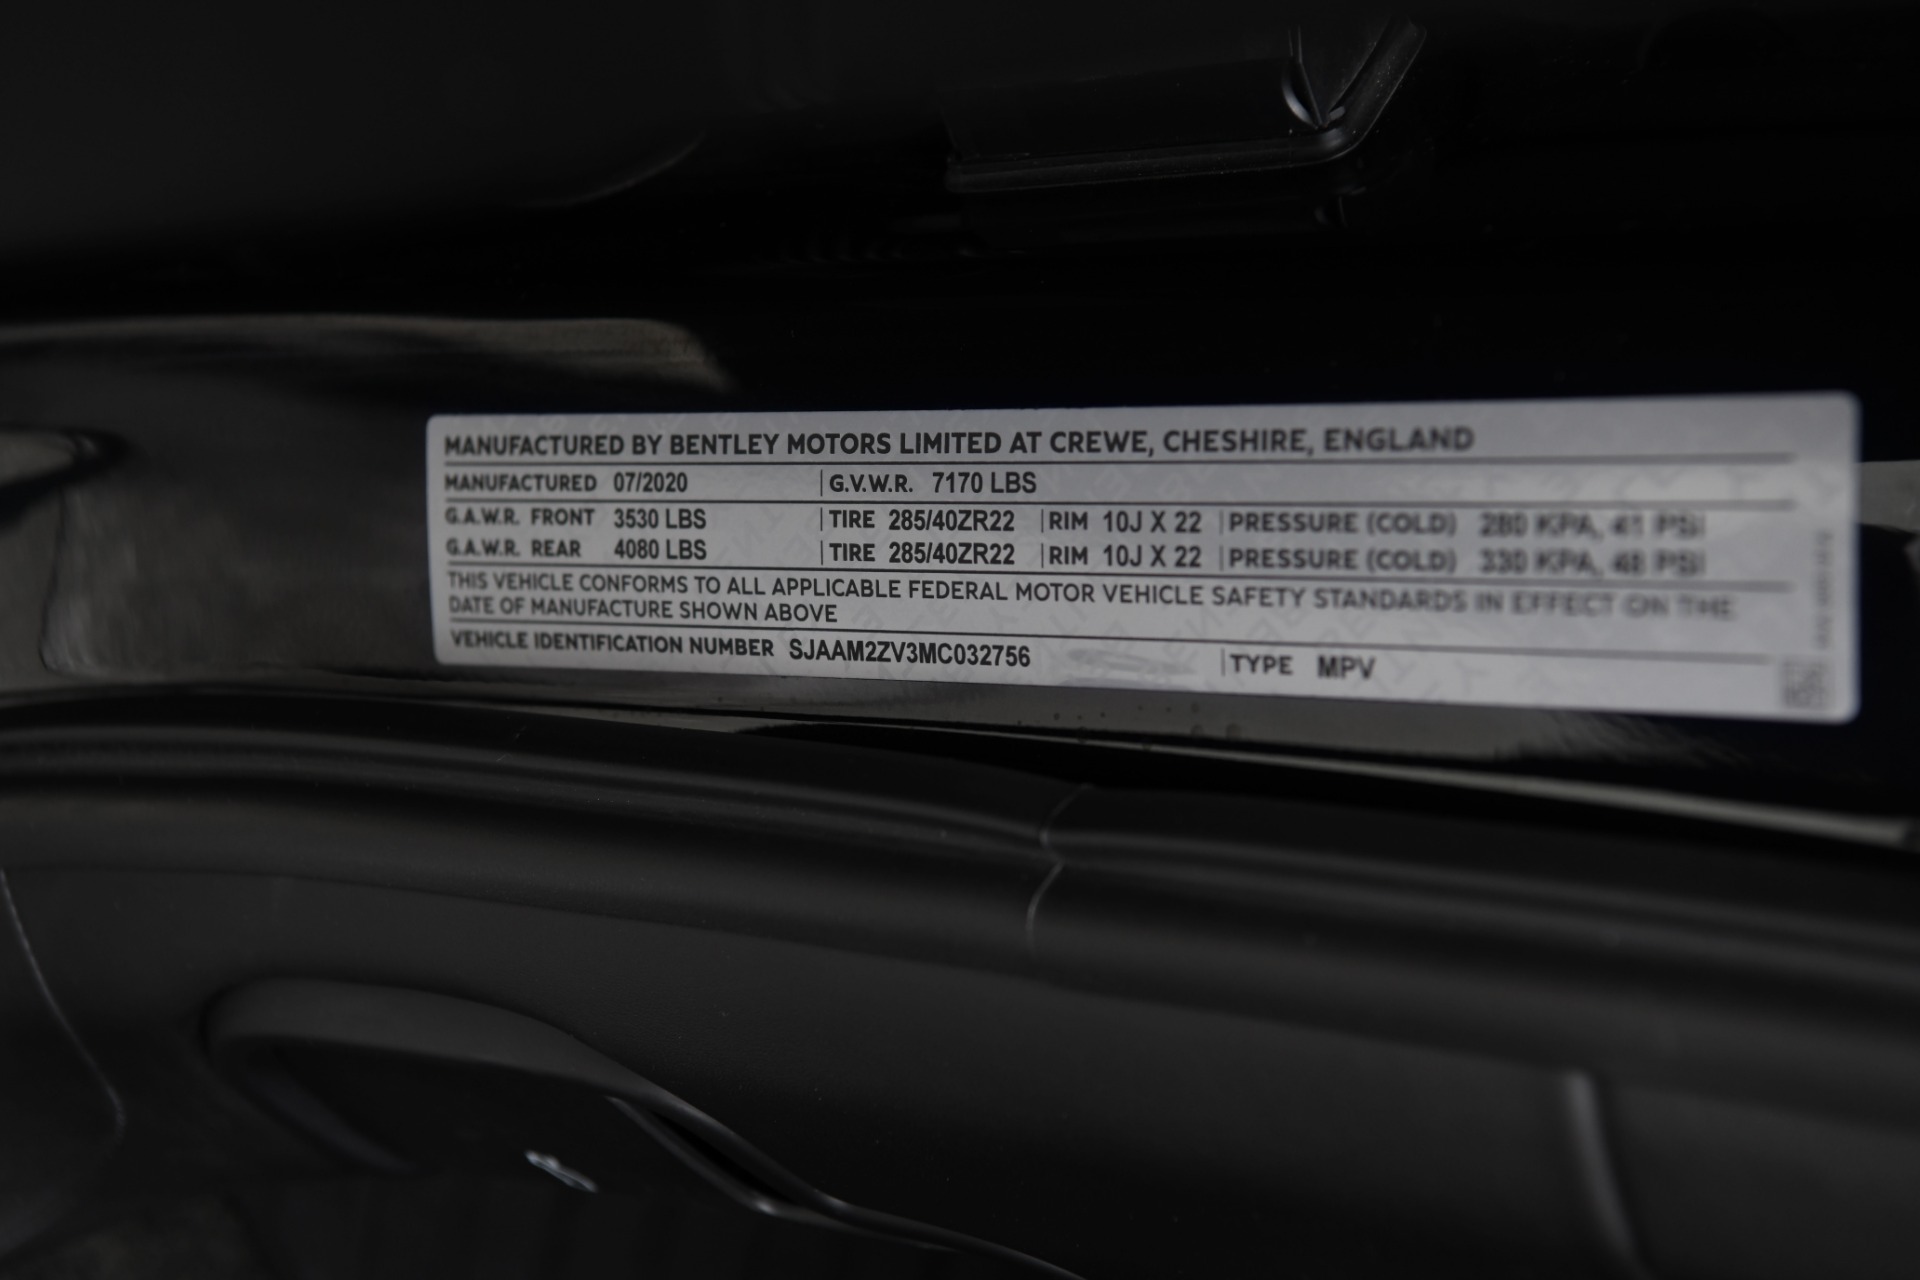 MANUFACTURED BY BENTLEY MOTORS LIMITED AT CREWE, CHESHIRE, ENGLAND
MANUFACTURED 07/2020 G.V.W.R. 7170 LBS
G.A.W.R. FRONT 3530 LBS TIRE 285/40ZR22 RIM 10J X 22 PRESSURE (COLD) 280 KPA, 41 PSI
G.A.W.R. REAR 4080 LBS TIRE 285/40ZR22 RIM 10J X 22 PRESSURE (COLD) 330 KPA, 48 PSI
THIS VEHICLE CONFORMS TO ALL APPLICABLE FEDERAL MOTOR VEHICLE SAFETY STANDARDS IN EFFECT ON THE
DATE OF MANUFACTURE SHOWN ABOVE
VEHICLE IDENTIFICATION NUMBER SJAAM2ZV3MC032756 TYPE MPV